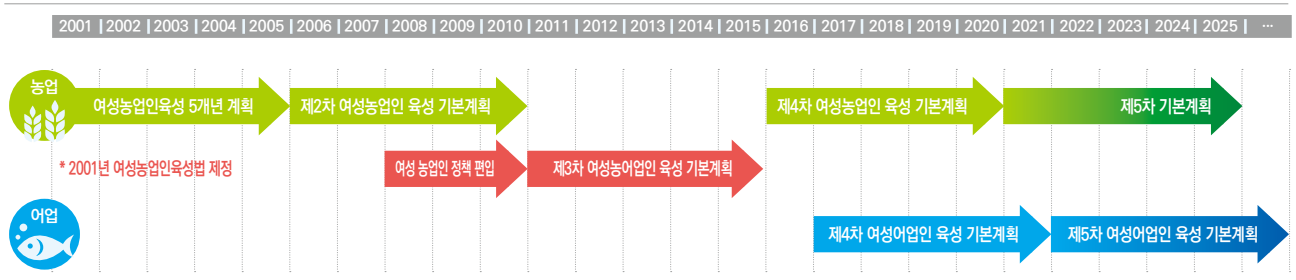 2001 | 2002 | 2003 | 2004 | 2005 | 2006 | 2007 | 2008 | 2009 | 2010 | 2011 | 2012 | 2013 | 2014 | 2015 | 2016 | 2017 | 2018 | 2019 | 2020 | 2021 | 2022 | 2023 | 2024 | 2025 | ···
농업
여성농업인육성 5개년 계획
제2차 여성농업인 육성 기본계획
제4차 여성농업인 육성 기본계획
제5차 기본계획
* 2001년 여성농업인육성법 제정
여성 농업인 정책 편입
제3차 여성농어업인 육성 기본계획
어업
제4차 여성어업인 육성 기본계획
제5차 여성어업인 육성 기본계획